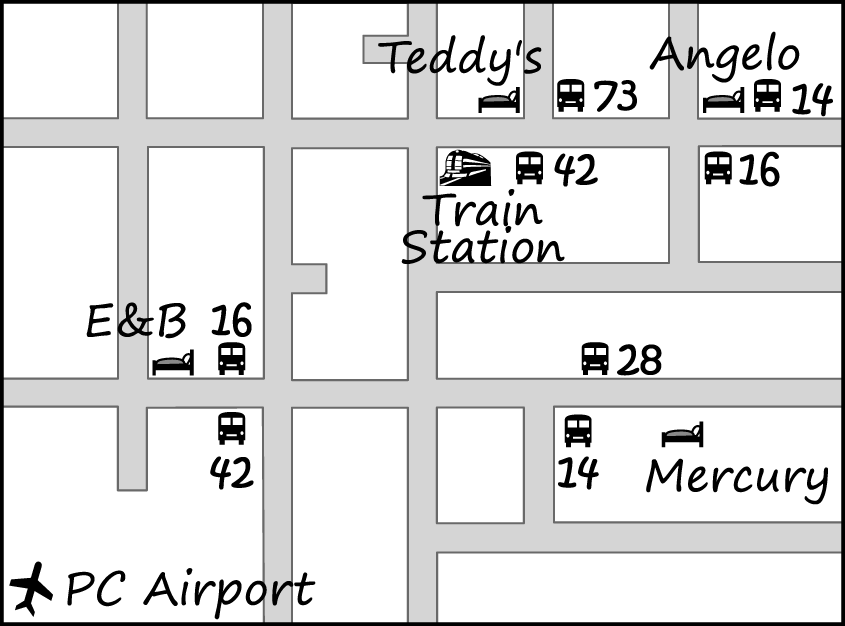 Teddy's
Angelo
73
14
42
16
Train
Station
E&B
16
28
42
14
Mercury
PC Airport